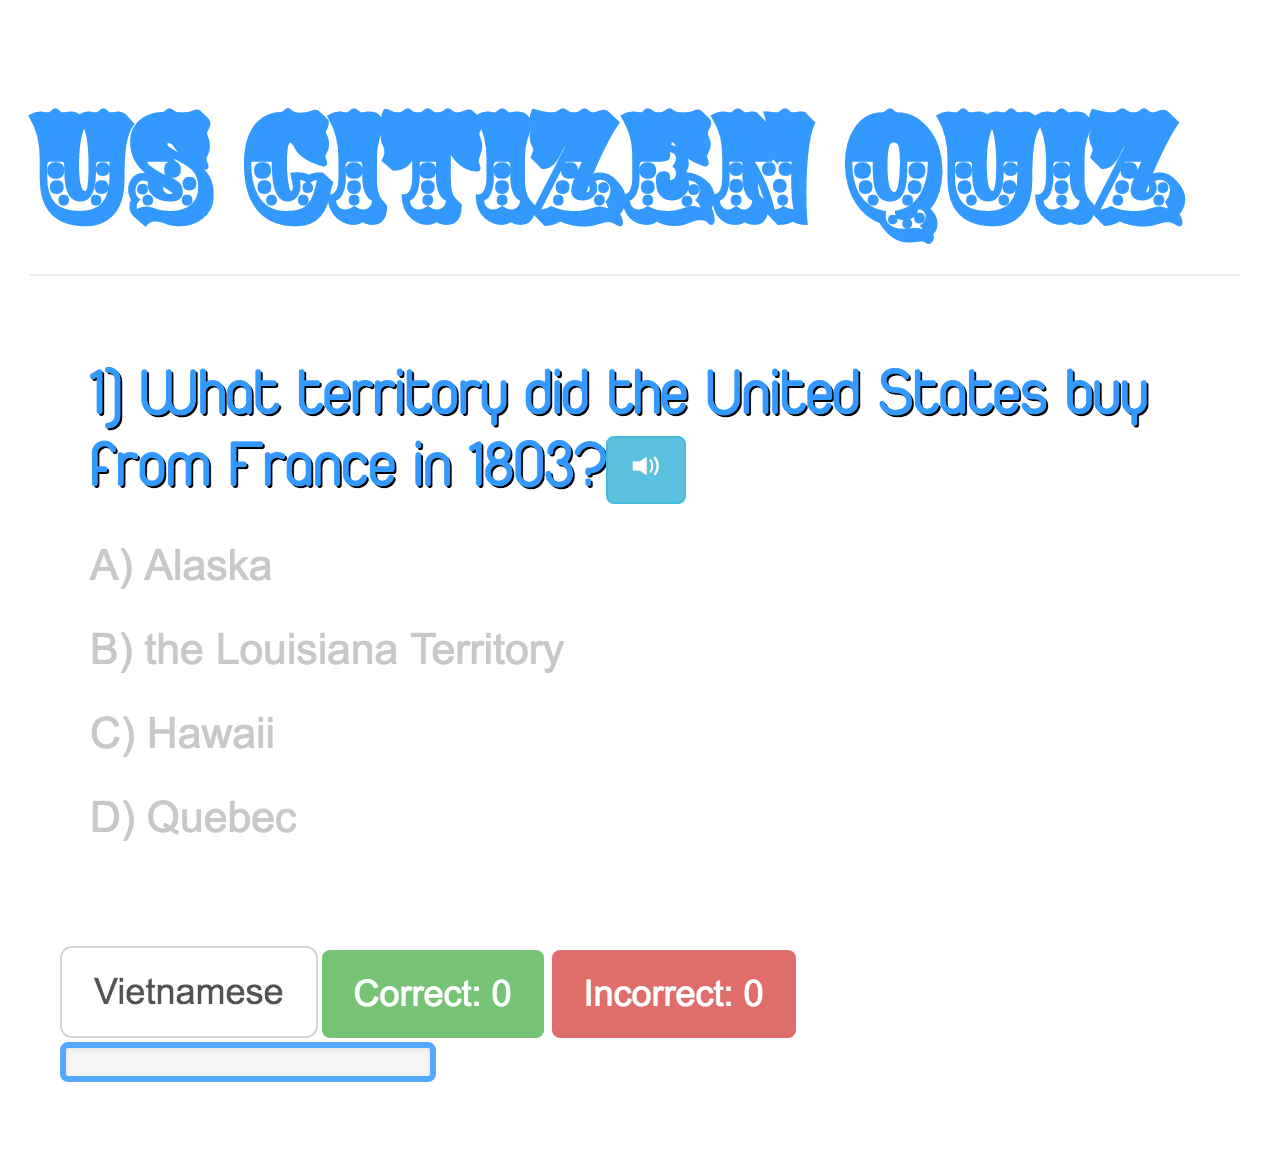 US CITIZEN QUIZ
1) What territory did the United States buy
from France in 1803?
A) Alaska
B) the Louisiana Territory
C) Hawaii
D) Quebec
Vietnamese Correct: 0 Incorrect: 0